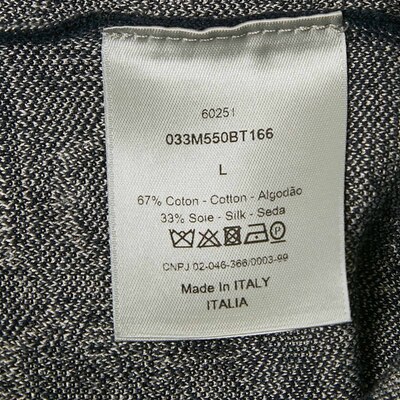 60251
033M550BT166
L
67% Coton - Cotton - Algodão
33% Soie - Silk - Seda
P
CNPJ 02-046-366/0003-99
Made In ITALY
ITALIA